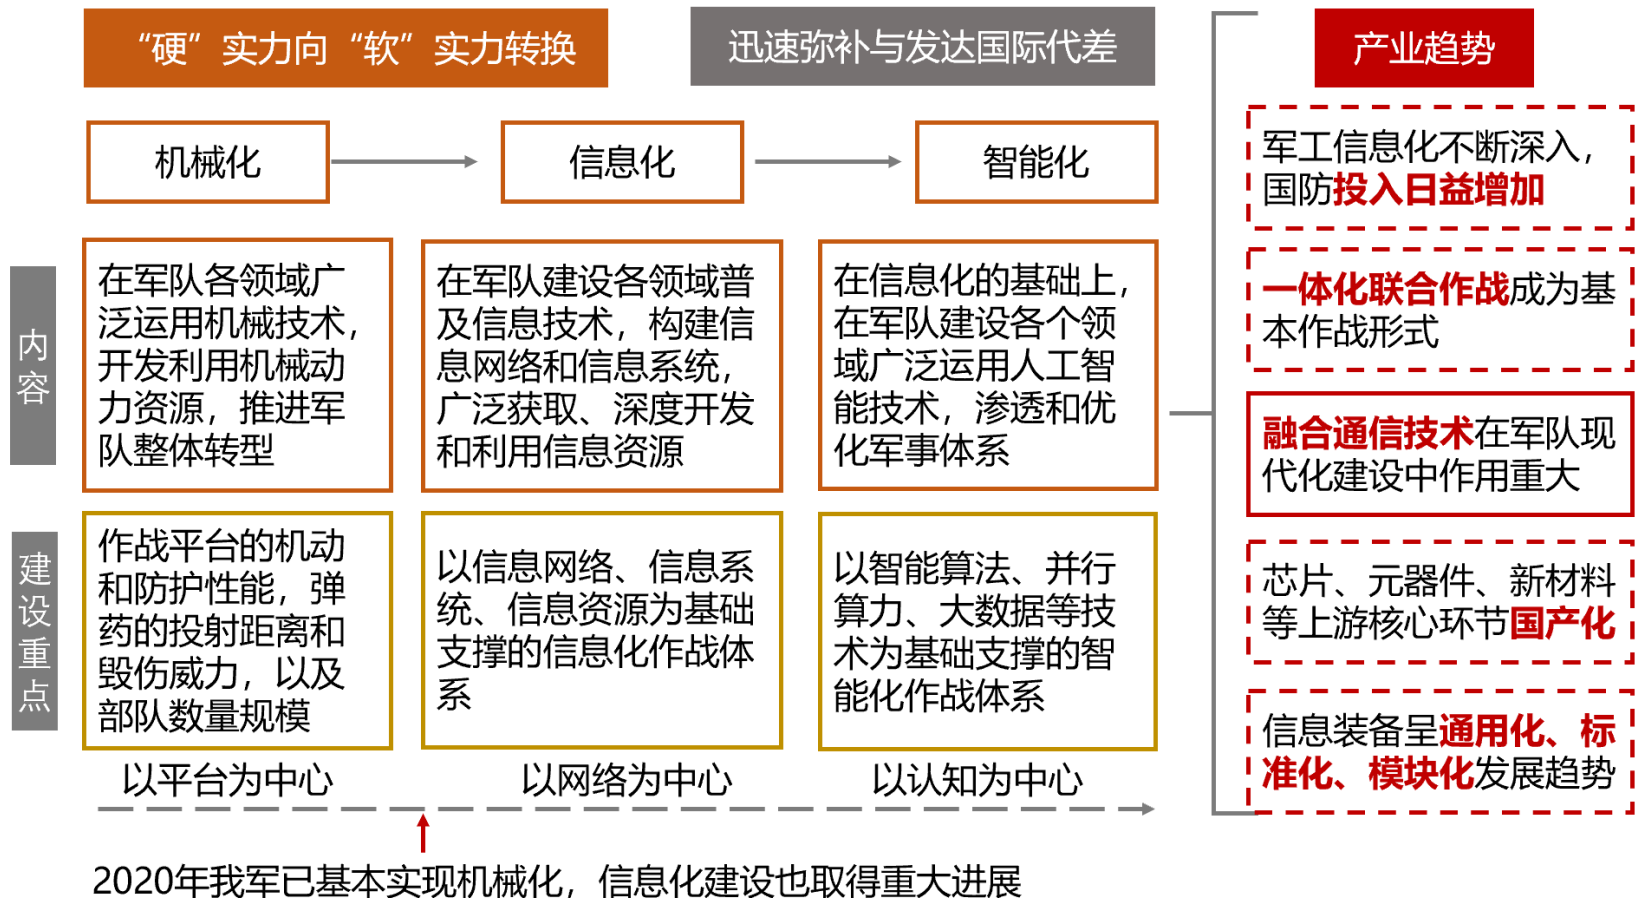 “硬”实力向“软”实力转换
迅速弥补与发达国际代差
产业趋势
机械化
信息化
智能化
内容
在军队各领域广
泛运用机械技术，
开发利用机械动
力资源，推进军
队整体转型
在军队建设各领域普
及信息技术，构建信
息网络和信息系统，
广泛获取、深度开发
和利用信息资源
在信息化的基础上，
在军队建设各个领
域广泛运用人工智
能技术，渗透和优
化军事体系
建设重点
作战平台的机动
和防护性能，弹
药的投射距离和
毁伤威力，以及
部队数量规模
以信息网络、信息系
统、信息资源为基础
支撑的信息化作战体
系
以智能算法、并行
算力、大数据等技
术为基础支撑的智
能化作战体系
以平台为中心
以网络为中心
以认知为中心
2020年我军已基本实现机械化，信息化建设也取得重大进展
军工信息化不断深入，
国防投入日益增加
一体化联合作战成为基
本作战形式
融合通信技术在军队现
代化建设中作用重大
芯片、元器件、新材料
等上游核心环节国产化
信息装备呈通用化、标
准化、模块化发展趋势